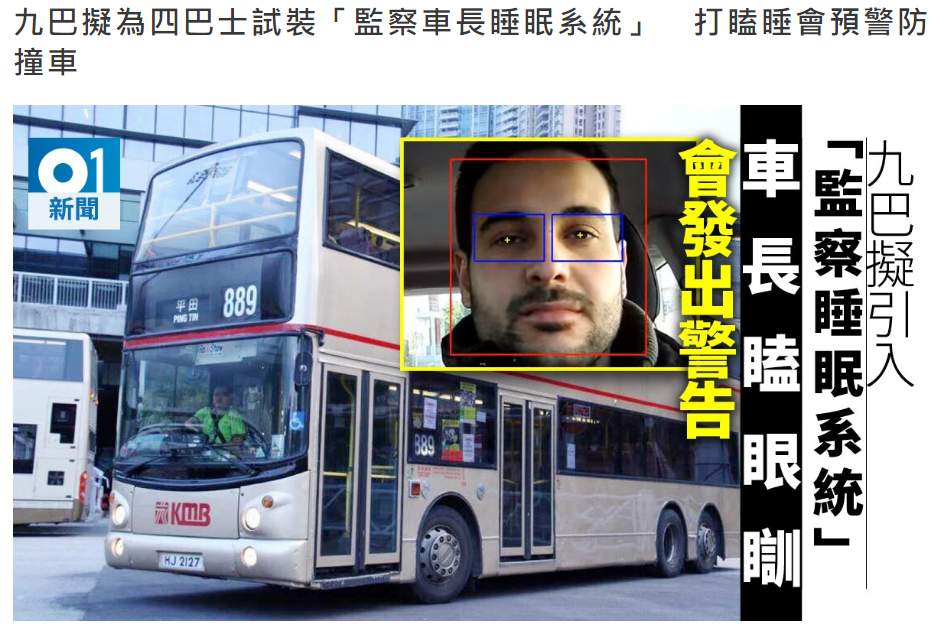 九巴擬為四巴士試裝「監察車長睡眠系統」　打瞌睡會預警防
撞車
01
新聞
九巴擬引入
「監察睡眠系統」
車長瞌眼瞓
會發出警告
平田
PING TIN
889
889
KMB
HJ 2127